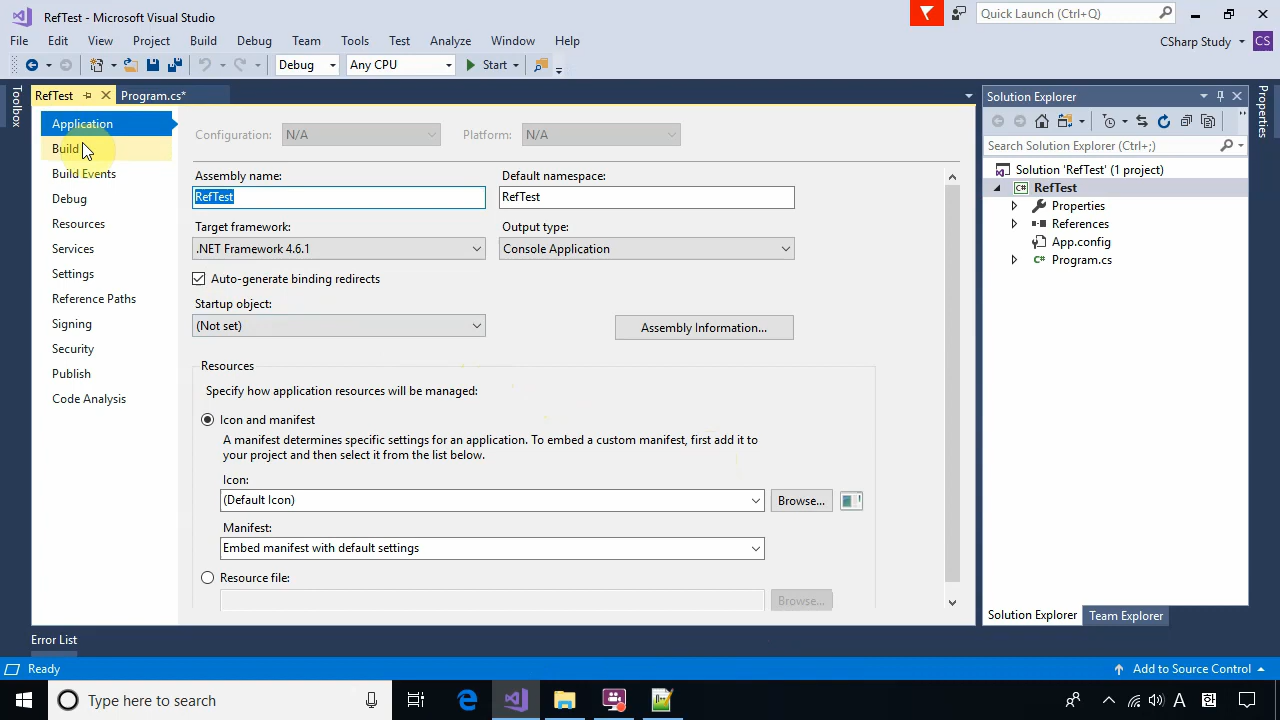 RefTest - Microsoft Visual Studio
Quick Launch (Ctrl+Q)
File Edit View Project Build Debug Team Tools Test Analyze Window Help
CSharp Study CS
Debug Any CPU Start
Toolbox
RefTest Program.cs*
Application
Build
Build Events
Debug
Resources
Services
Settings
Reference Paths
Signing
Security
Publish
Code Analysis
Configuration: N/A Platform: N/A
Assembly name: Default namespace:
RefTest RefTest
Target framework: Output type:
.NET Framework 4.6.1 Console Application
Auto-generate binding redirects
Startup object:
(Not set) Assembly Information...
Resources
Specify how application resources will be managed:
Icon and manifest
A manifest determines specific settings for an application. To embed a custom manifest, first add it to
your project and then select it from the list below.
Icon:
(Default Icon) Browse...
Manifest:
Embed manifest with default settings
Resource file:
Browse...
Solution Explorer
Search Solution Explorer (Ctrl+;)
Solution 'RefTest' (1 project)
C# RefTest
Properties
References
App.config
C# Program.cs
Solution Explorer Team Explorer
Properties
Error List
Ready Add to Source Control
Type here to search
A